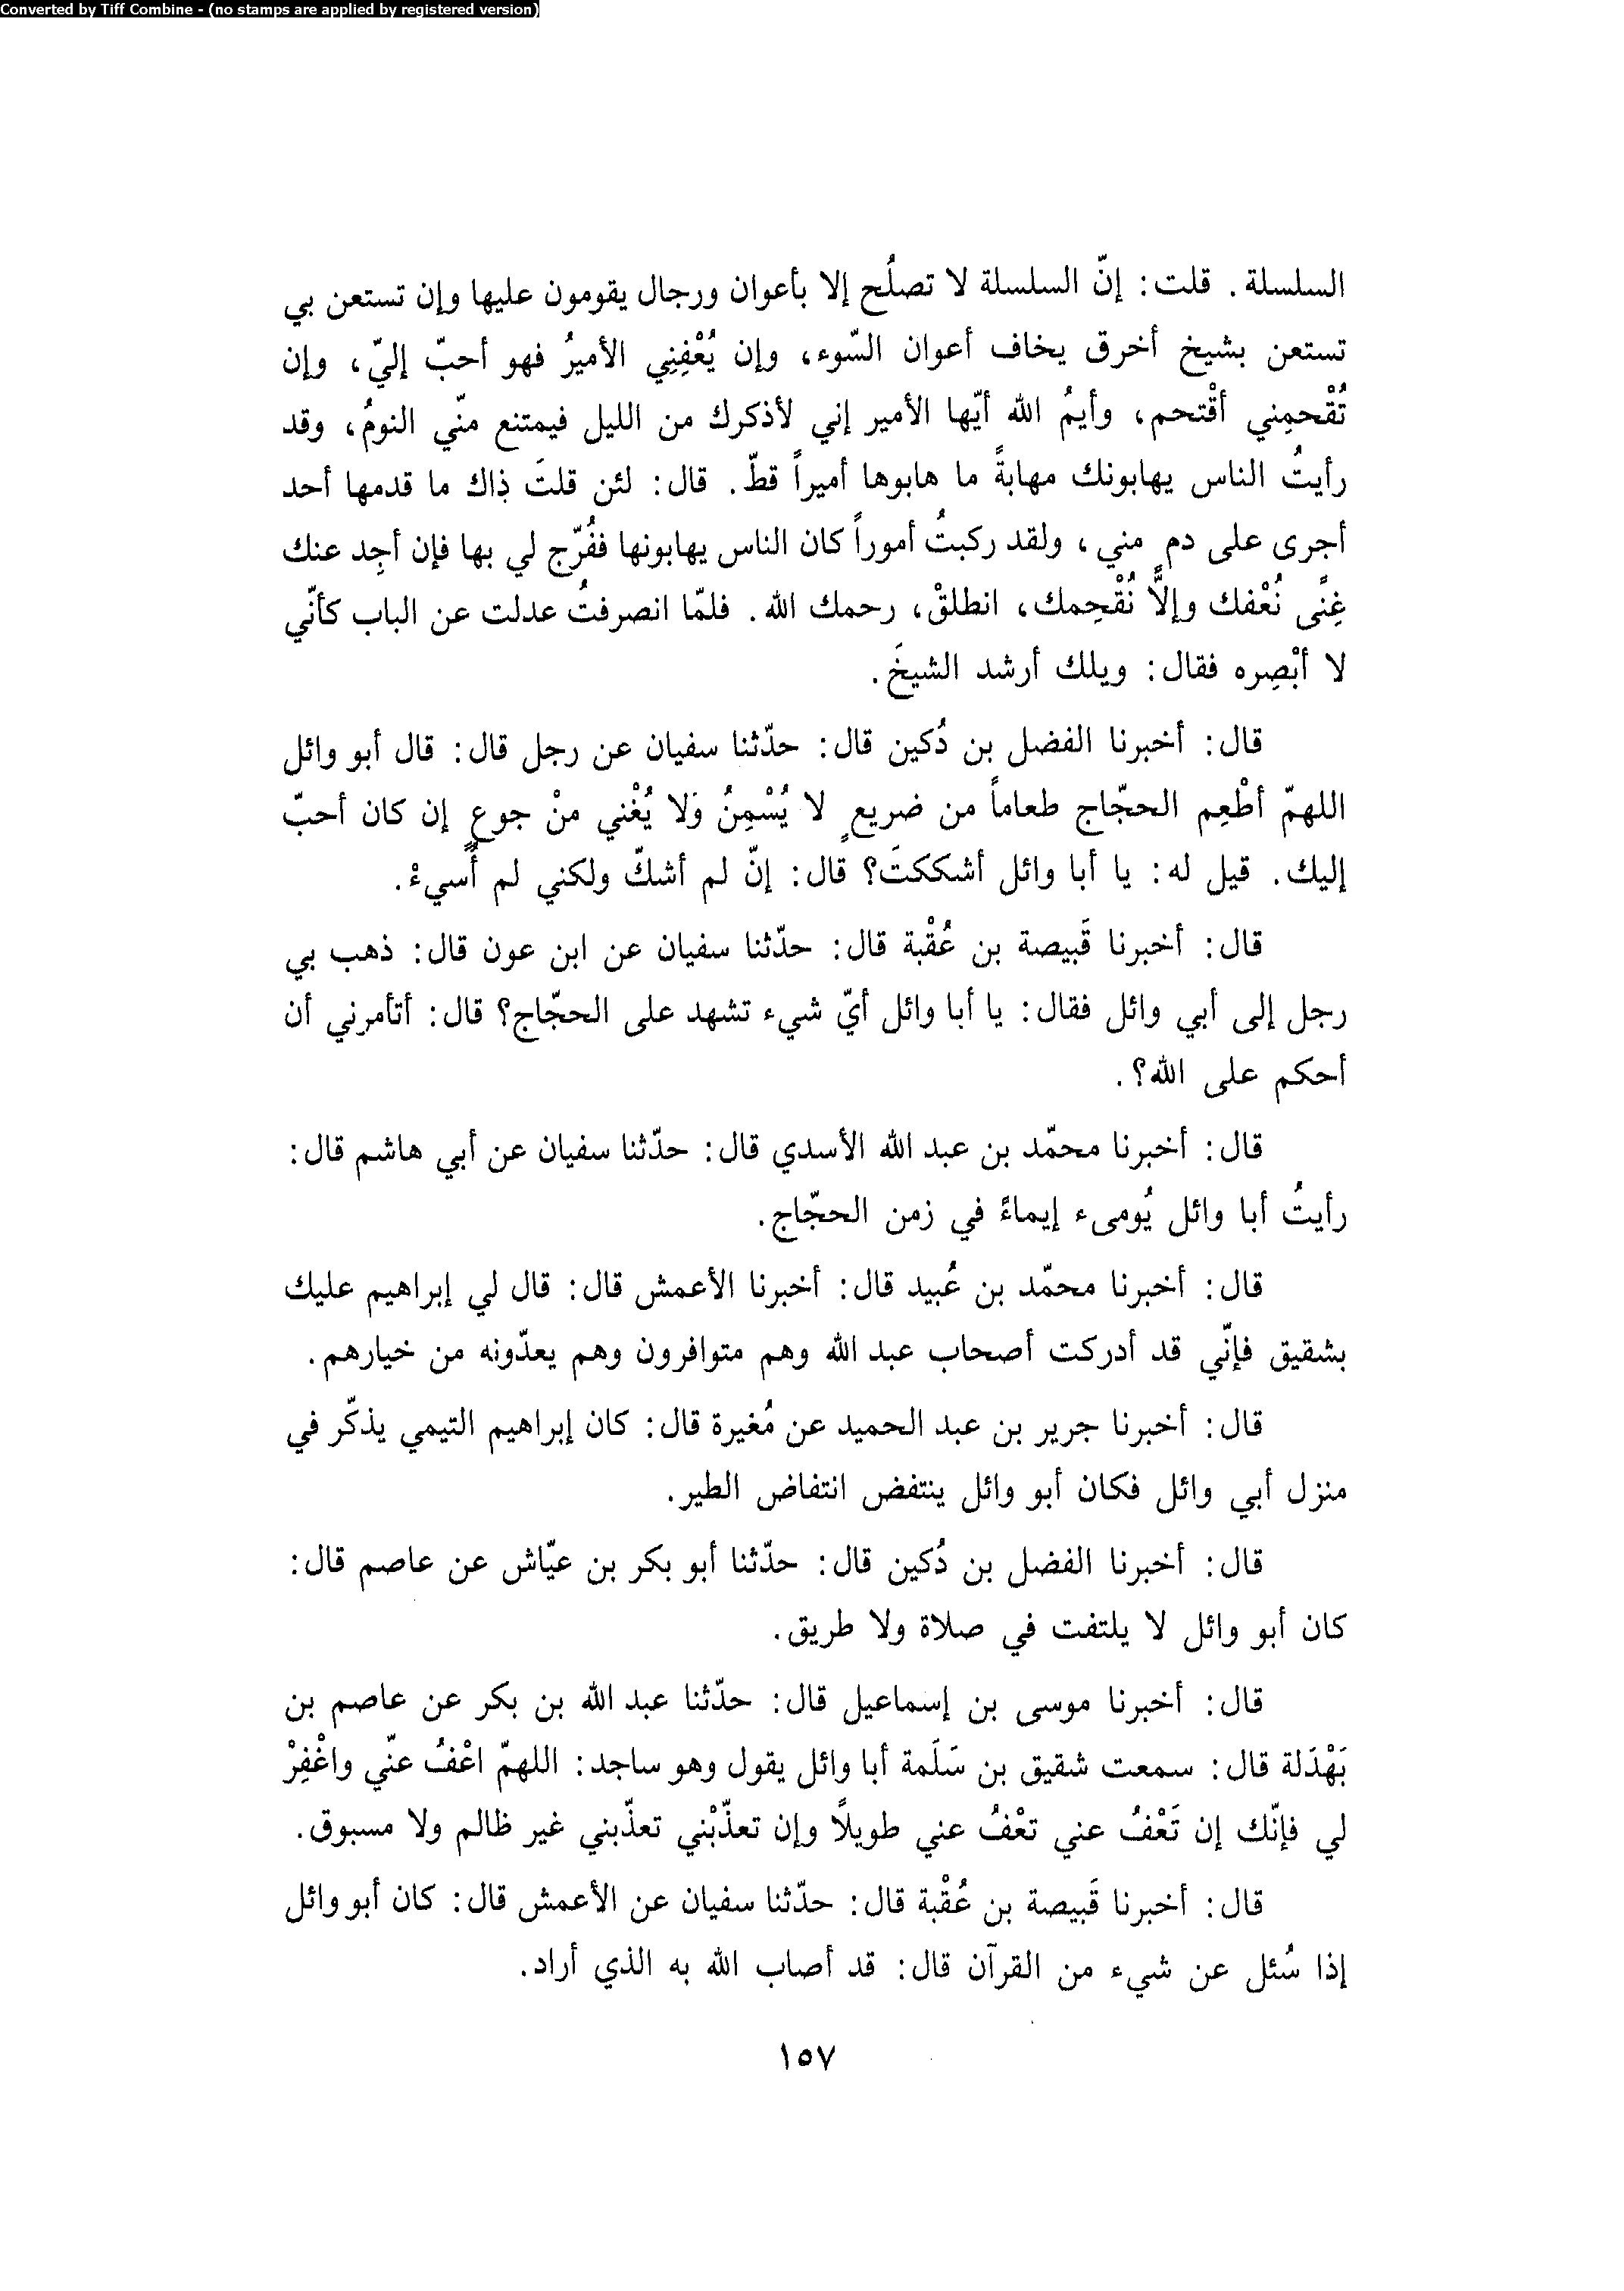 Converted by Tiff Combine - (no stamps are applied by registered version)
السلسلة. قلت: إنّ السلسلة لا تصلُح إلا بأعوان ورجال يقومون عليها وإن تستعن بي
تستعن بشيخ أخرق يخاف أعوان السّوء، وإن يُعْفِنِي الأميرُ فهو أحبّ إليّ، وإن
تُقْحمِني أقْتحم، وأيمُ الله أيّها الأمير إني لأذكرك من الليل فيمتنع منّي النومُ، وقد
رأيتُ الناس يهابونك مهابةً ما هابوها أميراً قطّ. قال: لئن قلتَ ذاك ما قدمها أحد
أجرى على دم مني، ولقد ركبتُ أموراً كان الناس يهابونها ففُرّج لي بها فإن أجِد عنك
غِنًى نُعْفك وإلاّ نُقْحِمك، انطلقْ، رحمك الله. فلمّا انصرفتُ عدلت عن الباب كأنّي
لا أبْصِره فقال: ويلك أرشد الشيخَ.
قال: أخبرنا الفضل بن دُكين قال: حدّثنا سفيان عن رجل قال: قال أبو وائل
اللهمّ أطْعِم الحجّاج طعاماً من ضريعٍ لا يُسْمِنُ وَلا يُغْني منْ جوعٍ إن كان أحبّ
إليك. قيل له: يا أبا وائل أشككتَ؟ قال: إنّ لم أشكّ ولكني لم أُسيءْ.
قال: أخبرنا قَبيصة بن عُقْبة قال: حدّثنا سفيان عن ابن عون قال: ذهب بي
رجل إلى أبي وائل فقال: يا أبا وائل أيّ شيء تشهد على الحجّاج؟ قال: أتأمرني أن
أحكم على الله؟.
قال: أخبرنا محمّد بن عبد الله الأسدي قال: حدّثنا سفيان عن أبي هاشم قال:
رأيتُ أبا وائل يُومىء إيماءً في زمن الحجّاج.
قال: أخبرنا محمّد بن عُبيد قال: أخبرنا الأعمش قال: قال لي إبراهيم عليك
بشقيق فإنّي قد أدركت أصحاب عبد الله وهم متوافرون وهم يعدّونه من خيارهم.
قال: أخبرنا جرير بن عبد الحميد عن مُغيرة قال: كان إبراهيم التيمي يذكّر في
منزل أبي وائل فكان أبو وائل ينتفض انتفاض الطير.
قال: أخبرنا الفضل بن دُكين قال: حدّثنا أبو بكر بن عيّاش عن عاصم قال:
كان أبو وائل لا يلتفت في صلاة ولا طريق.
قال: أخبرنا موسى بن إسماعيل قال: حدّثنا عبد الله بن بكر عن عاصم بن
بَهْدَلة قال: سمعت شقيق بن سَلَمة أبا وائل يقول وهو ساجد: اللهمّ اعْفُ عنّي واغْفِرْ
لي فإنّك إن تَعْفُ عني تعْفُ عني طويلاً وإن تعذّبْني تعذّبني غير ظالم ولا مسبوق.
قال: أخبرنا قَبيصة بن عُقْبة قال: حدّثنا سفيان عن الأعمش قال: كان أبو وائل
إذا سُئل عن شيء من القرآن قال: قد أصاب الله به الذي أراد.
١٥٧